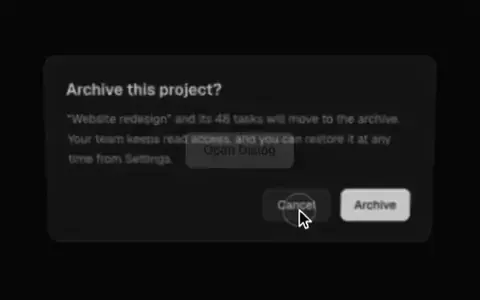 Archive this project?
"Website redesign" and its 48 tasks will move to the archive.
Your team keeps read access, and you can restore it at any
time from Settings.
Open Dialog
Cancel
Archive